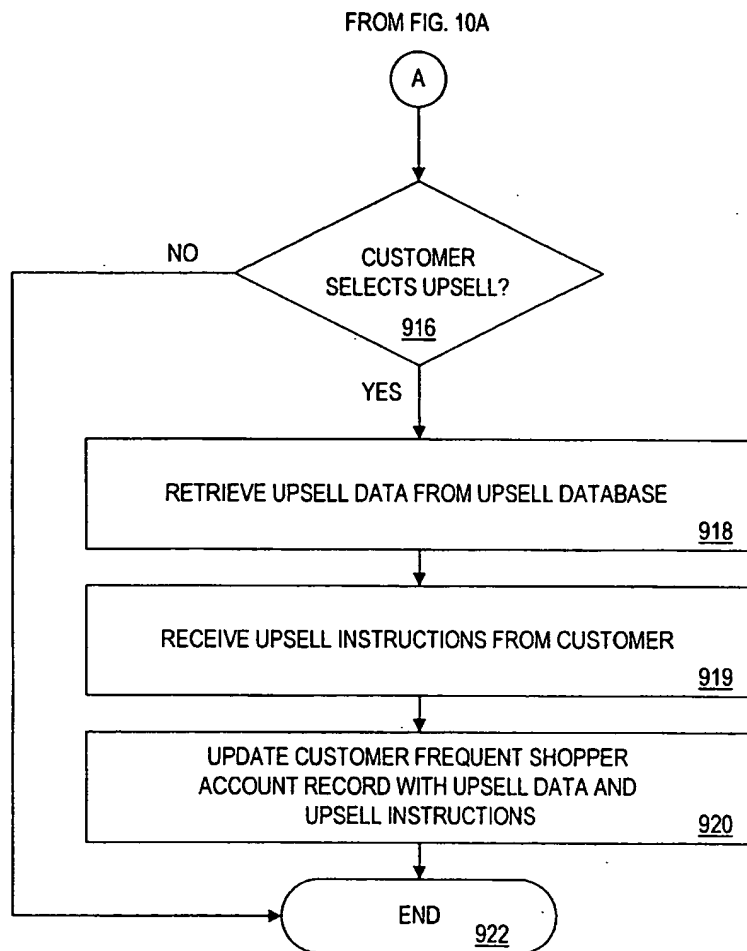 FROM FIG. 10A
A
NO
CUSTOMER
SELECTS UPSELL?
916
YES
RETRIEVE UPSELL DATA FROM UPSELL DATABASE
918
RECEIVE UPSELL INSTRUCTIONS FROM CUSTOMER
919
UPDATE CUSTOMER FREQUENT SHOPPER
ACCOUNT RECORD WITH UPSELL DATA AND
UPSELL INSTRUCTIONS
920
END
922